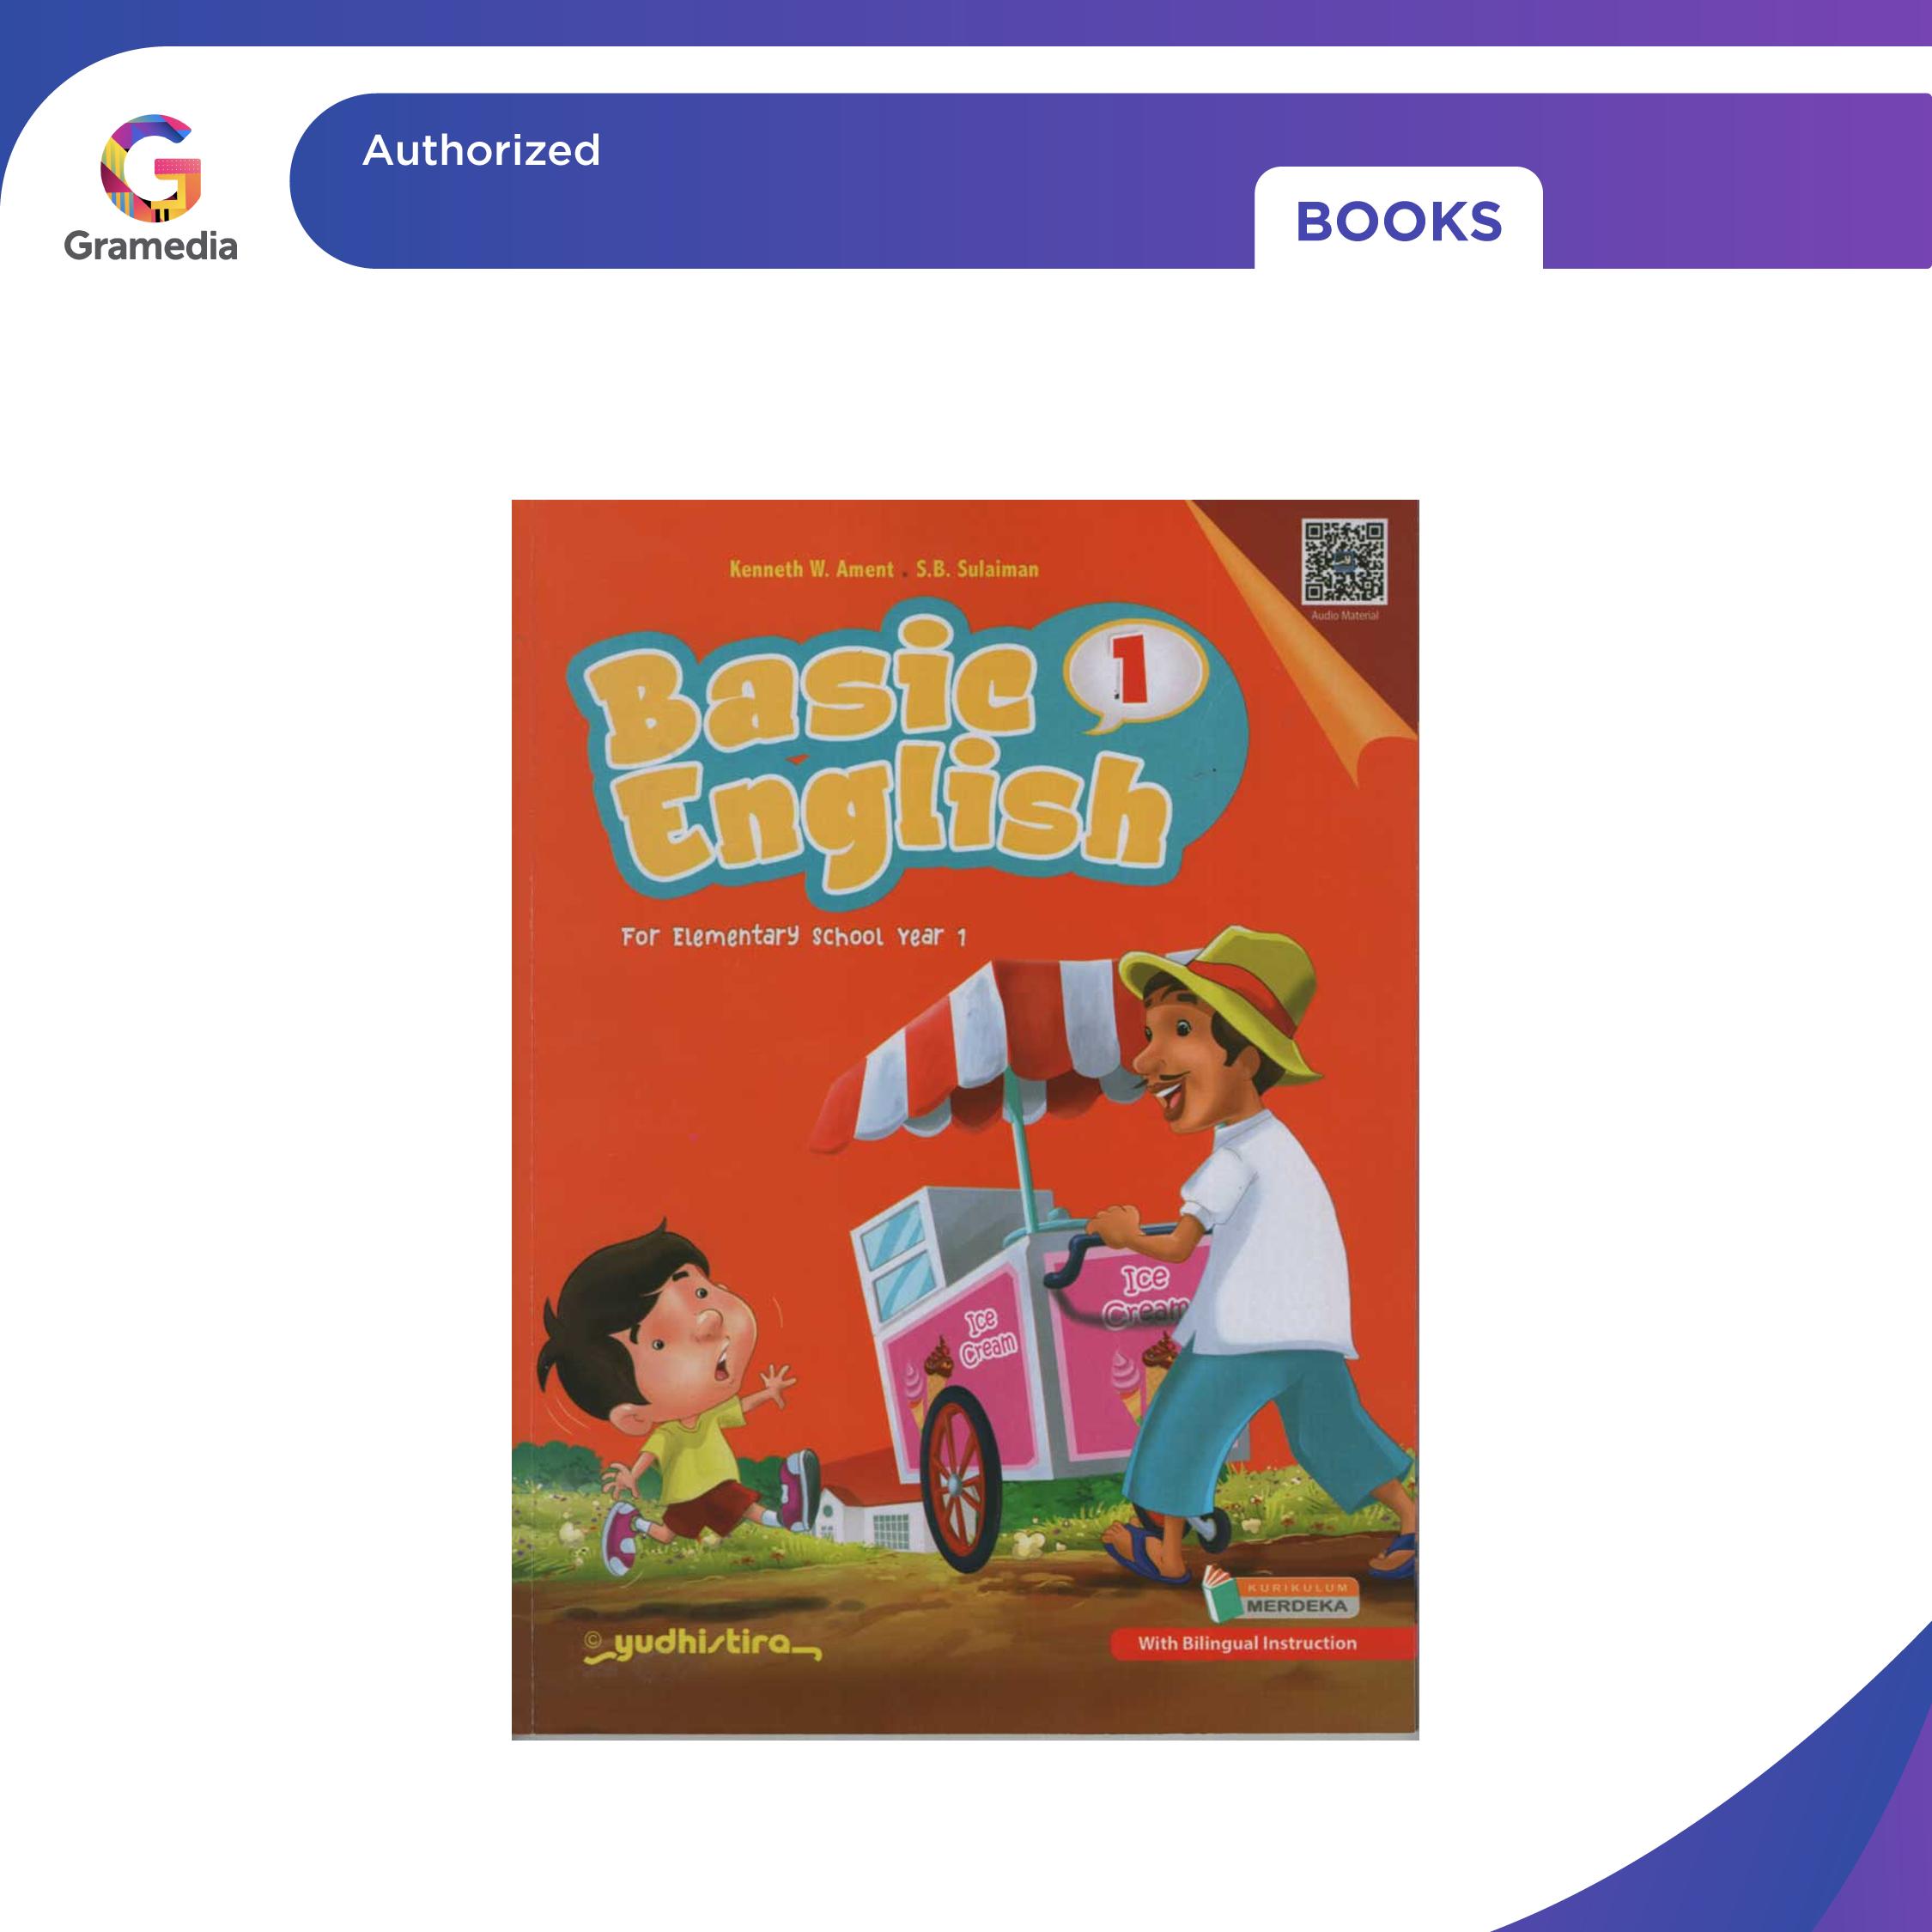 Gramedia
Authorized
BOOKS
Kenneth W. Ament . S.B. Sulaiman
Audio Material
Basic
1
English
For Elementary School Year 1
Ice
Cream
Ice
Cream
KURIKULUM
MERDEKA
© yudhistira
With Bilingual Instruction